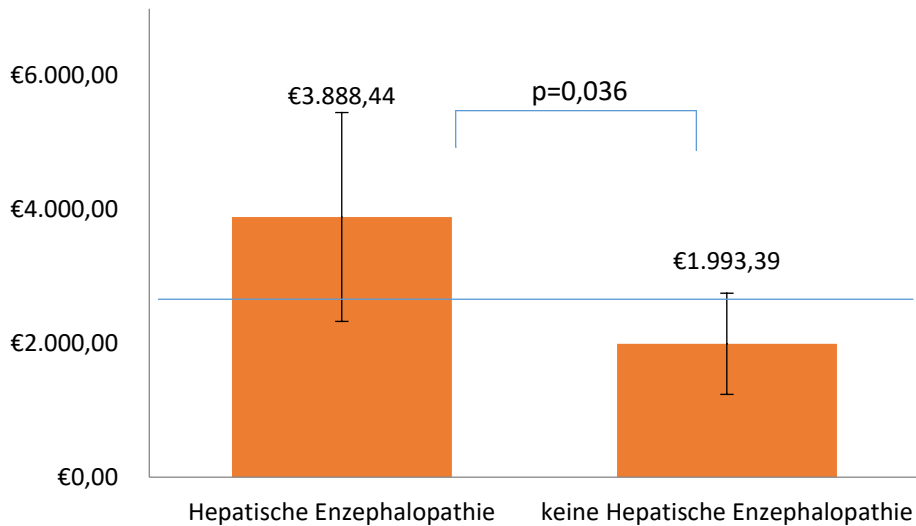 €6.000,00
€3.888,44
p=0,036
€4.000,00
€1.993,39
€2.000,00
€0,00
Hepatische Enzephalopathie
keine Hepatische Enzephalopathie